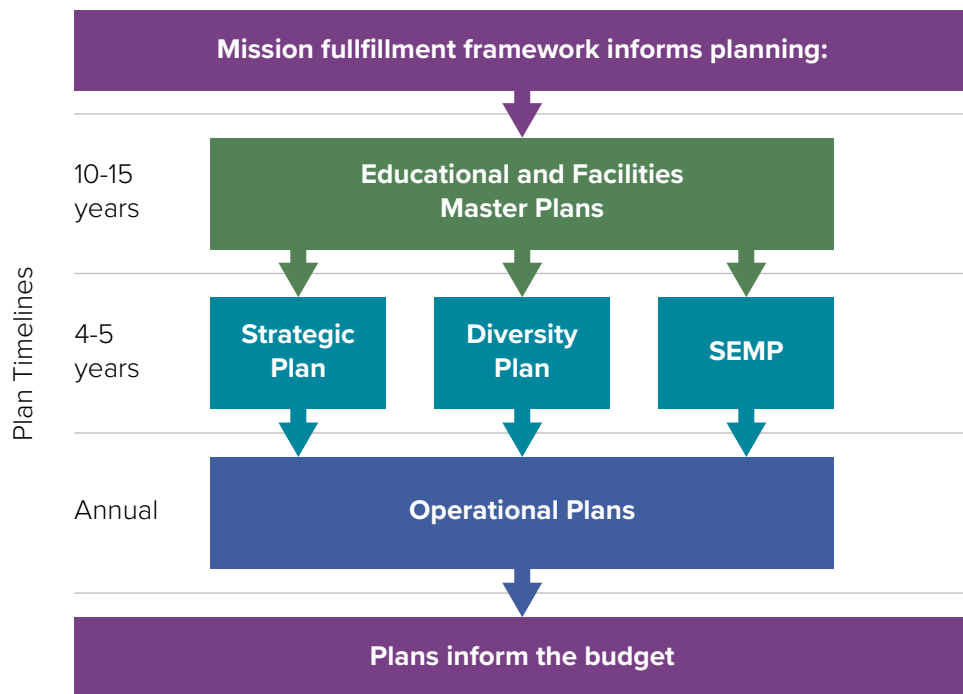 Mission fullfillment framework informs planning:
Plan Timelines
10-15
years
Educational and Facilities
Master Plans
4-5
years
Strategic
Plan
Diversity
Plan
SEMP
Annual
Operational Plans
Plans inform the budget